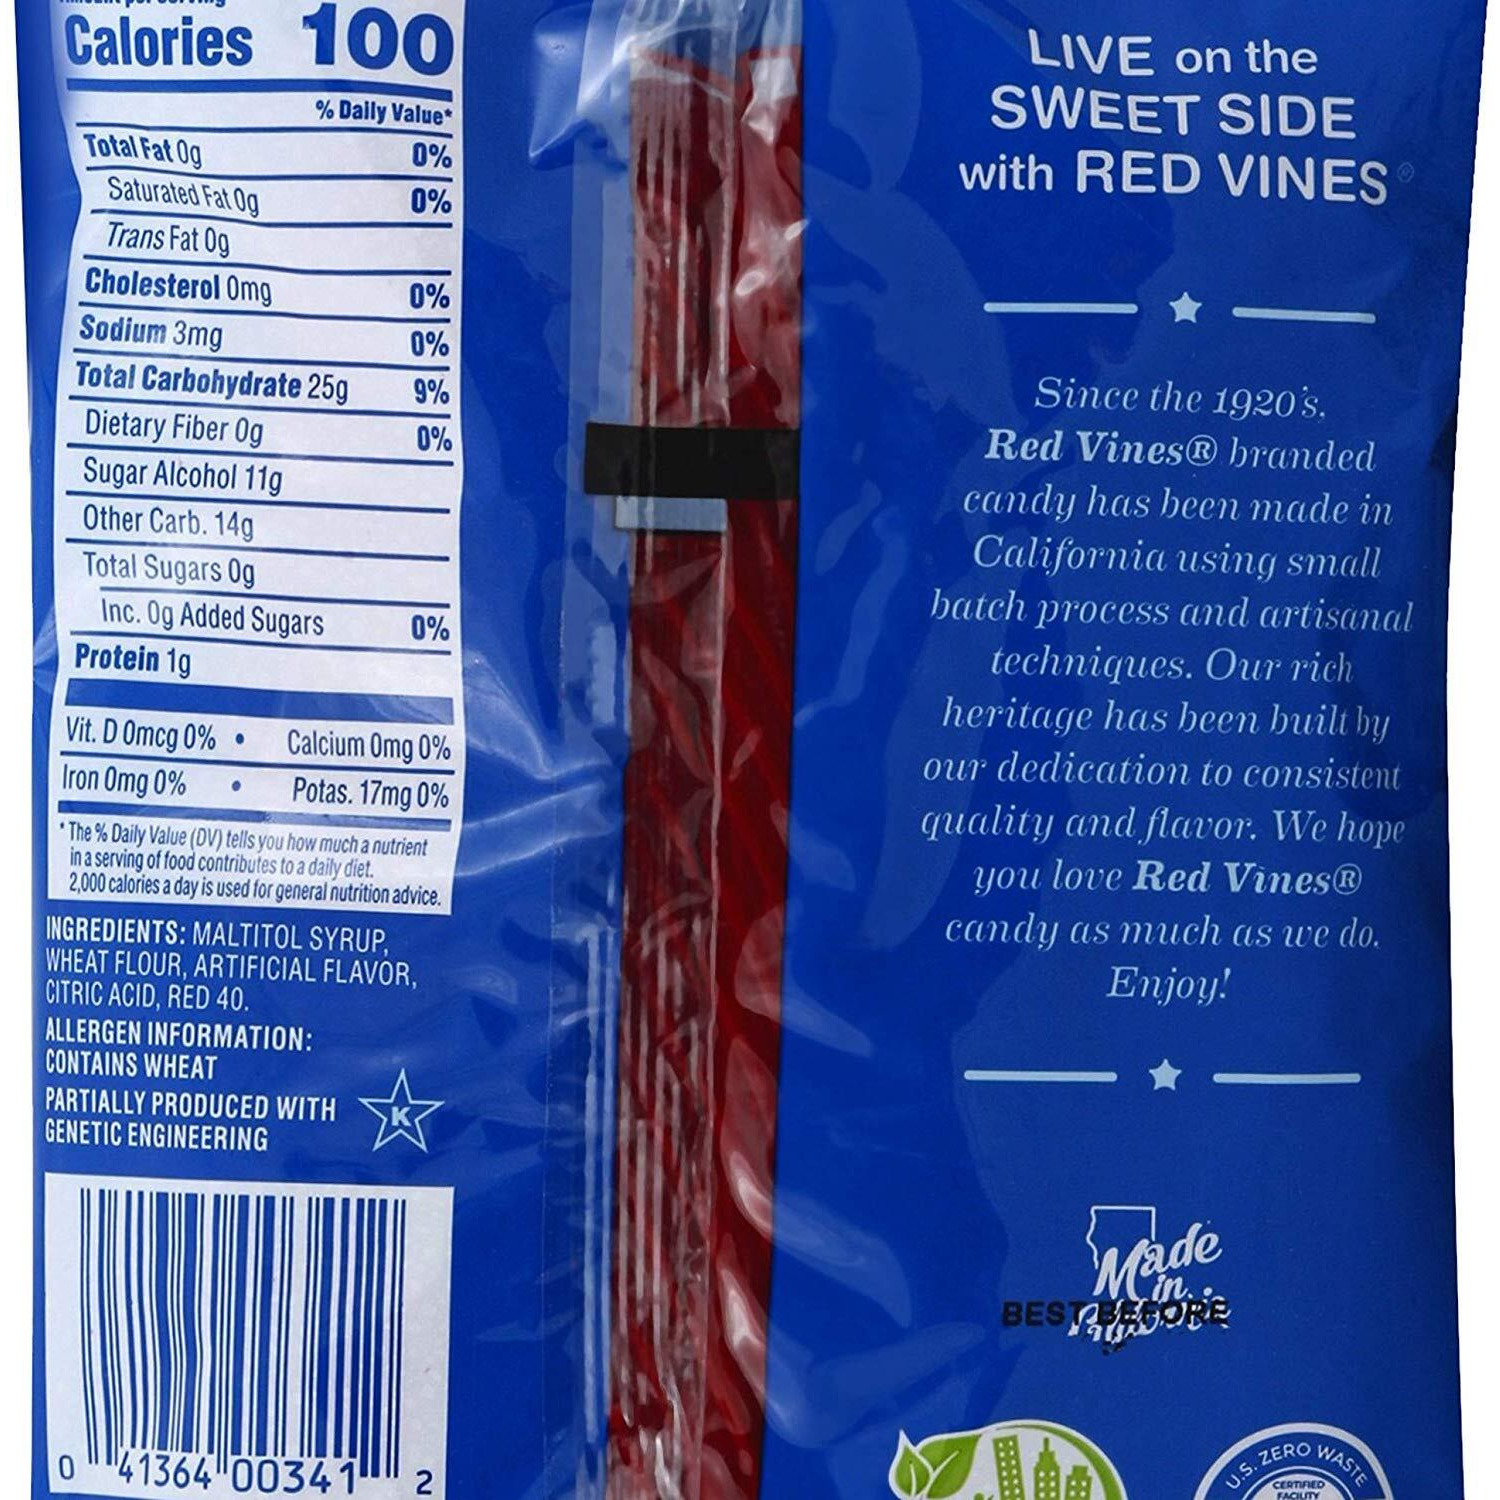 Amount per serving
Calories 100
% Daily Value*
Total Fat 0g 0%
Saturated Fat 0g 0%
Trans Fat 0g
Cholesterol 0mg 0%
Sodium 3mg 0%
Total Carbohydrate 25g 9%
Dietary Fiber 0g 0%
Sugar Alcohol 11g
Other Carb. 14g
Total Sugars 0g
Inc. 0g Added Sugars 0%
Protein 1g
Vit. D 0mcg 0% • Calcium 0mg 0%
Iron 0mg 0% • Potas. 17mg 0%
* The % Daily Value (DV) tells you how much a nutrient
in a serving of food contributes to a daily diet.
2,000 calories a day is used for general nutrition advice.
INGREDIENTS: MALTITOL SYRUP,
WHEAT FLOUR, ARTIFICIAL FLAVOR,
CITRIC ACID, RED 40.
ALLERGEN INFORMATION:
CONTAINS WHEAT
PARTIALLY PRODUCED WITH
GENETIC ENGINEERING
K
0 41364 00341 2
LIVE on the
SWEET SIDE
with RED VINES®
Since the 1920's,
Red Vines® branded
candy has been made in
California using small
batch process and artisanal
techniques. Our rich
heritage has been built by
our dedication to consistent
quality and flavor. We hope
you love Red Vines®
candy as much as we do.
Enjoy!
Made
in
BEST BEFORE
U.S. ZERO WASTE
CERTIFIED
FACILITY